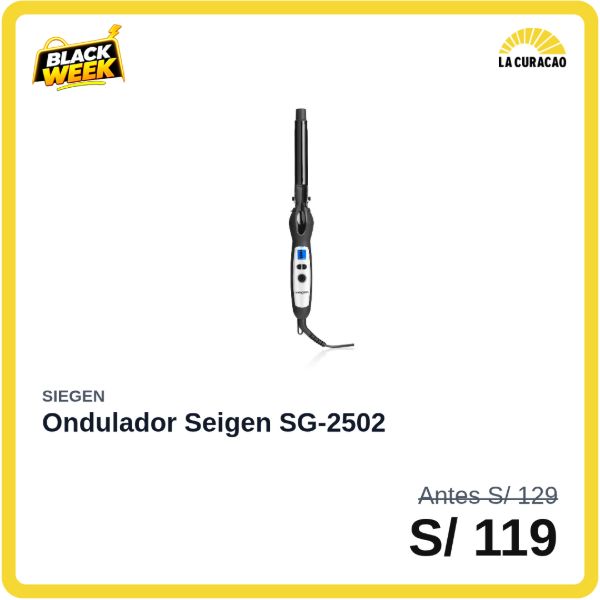 BLACK
WEEK
LA CURACAO
SIEGEN
Ondulador Seigen SG-2502
Antes S/ 129
S/ 119